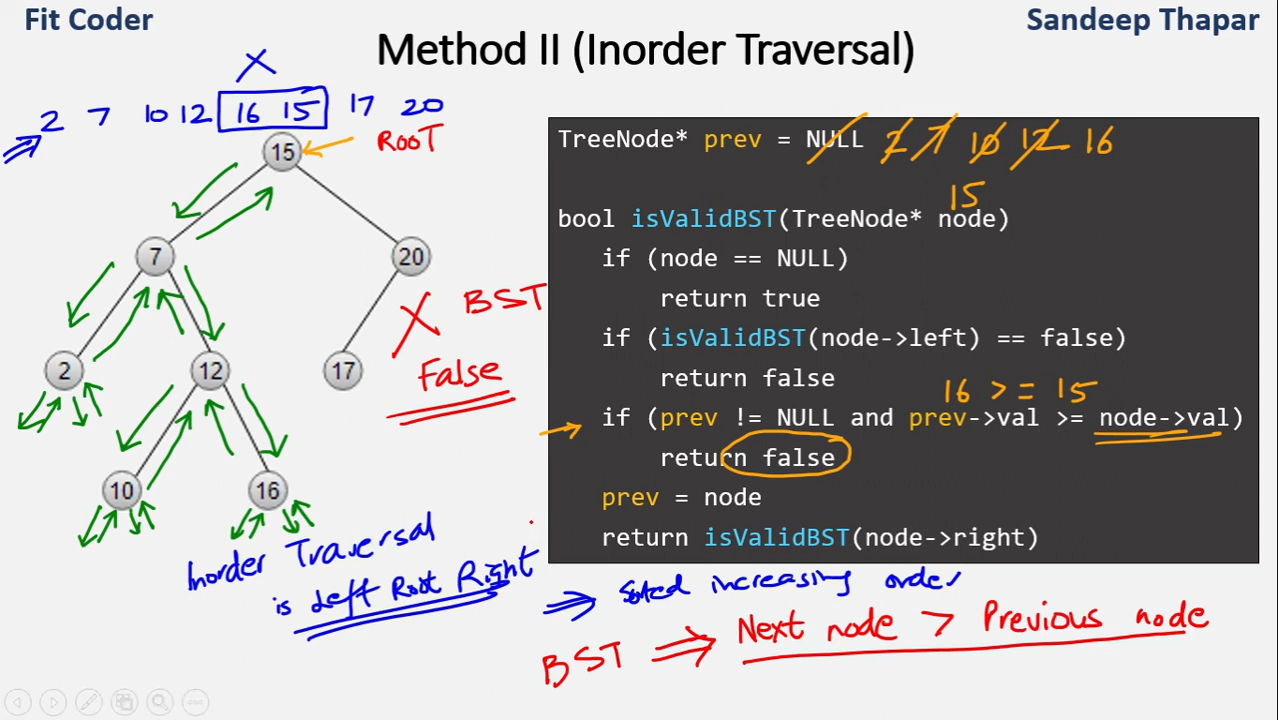 Fit Coder
Sandeep Thapar
Method II (Inorder Traversal)
X
2 7 10 12 16 15 17 20
ROOT
15
7
20
2
12
17
10
16
X BST
False
TreeNode* prev = NULL 2 7 10 12 16
15
bool isValidBST(TreeNode* node)
if (node == NULL)
return true
if (isValidBST(node->left) == false)
return false
16 >= 15
if (prev != NULL and prev->val >= node->val)
return false
prev = node
return isValidBST(node->right)
Inorder Traversal
is Left Root Right
⇒ Sorted increasing order
BST ⇒ Next node > Previous node